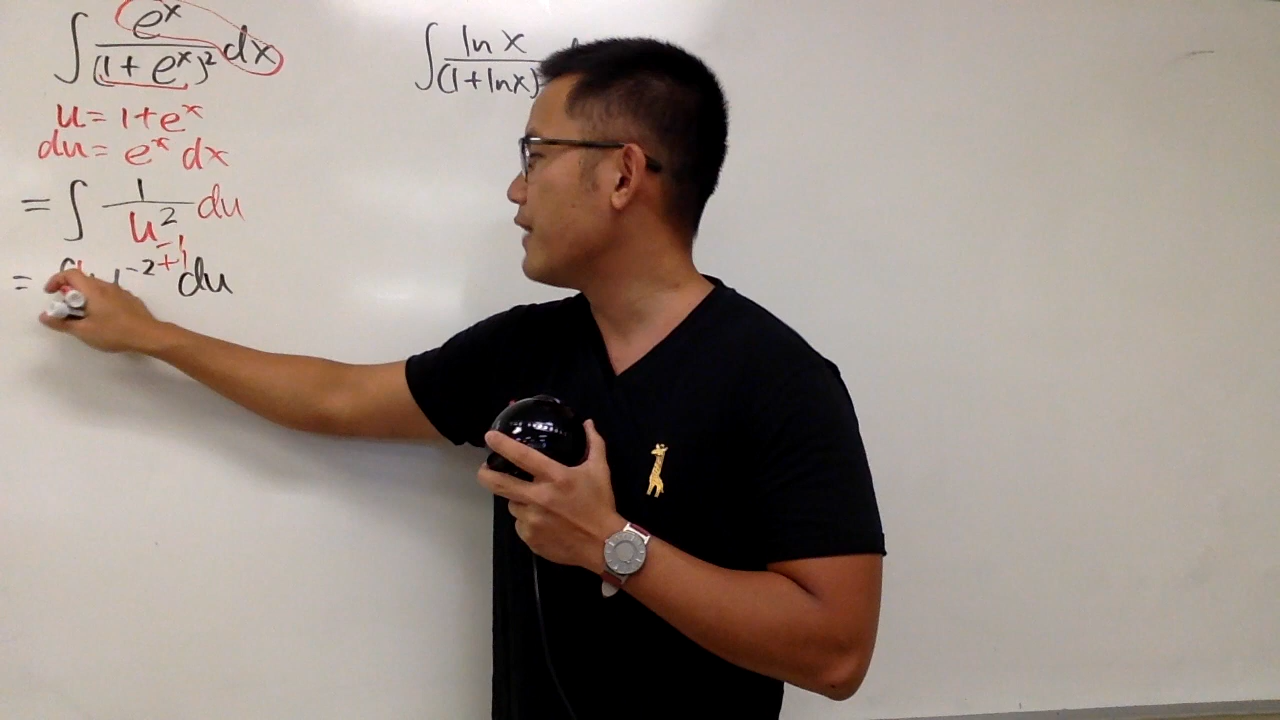 ∫ e^x / (1 + e^x)^2 dx
u = 1 + e^x
du = e^x dx
= ∫ 1 / u^2 du
-1
= u^-2+1 du
∫ ln x / (1 + ln x)